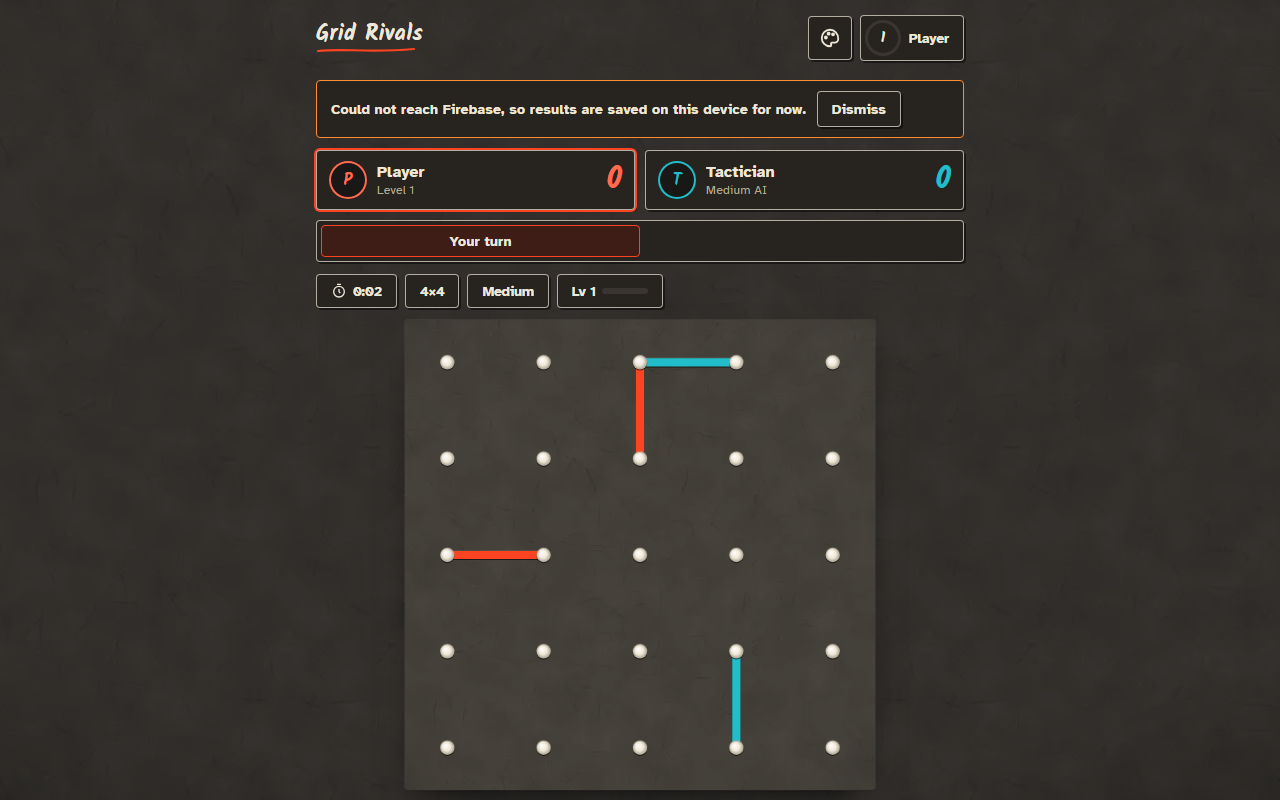 Grid Rivals
1 Player
Could not reach Firebase, so results are saved on this device for now. Dismiss
P Player 0
Level 1
T Tactician 0
Medium AI
Your turn
0:02 4×4 Medium Lv 1